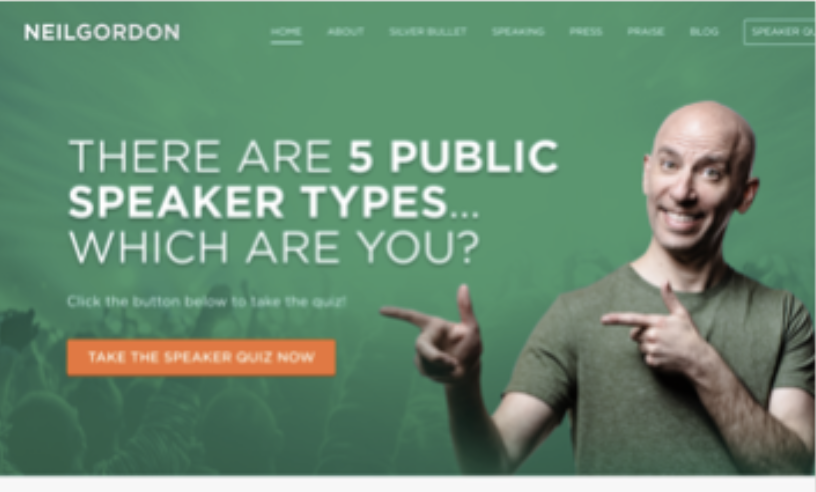 NEILGORDON
HOME ABOUT SILVER BULLET SPEAKING PRESS PRAISE BLOG SPEAKER QU
THERE ARE 5 PUBLIC
SPEAKER TYPES...
WHICH ARE YOU?
Click the button below to take the quiz!
TAKE THE SPEAKER QUIZ NOW